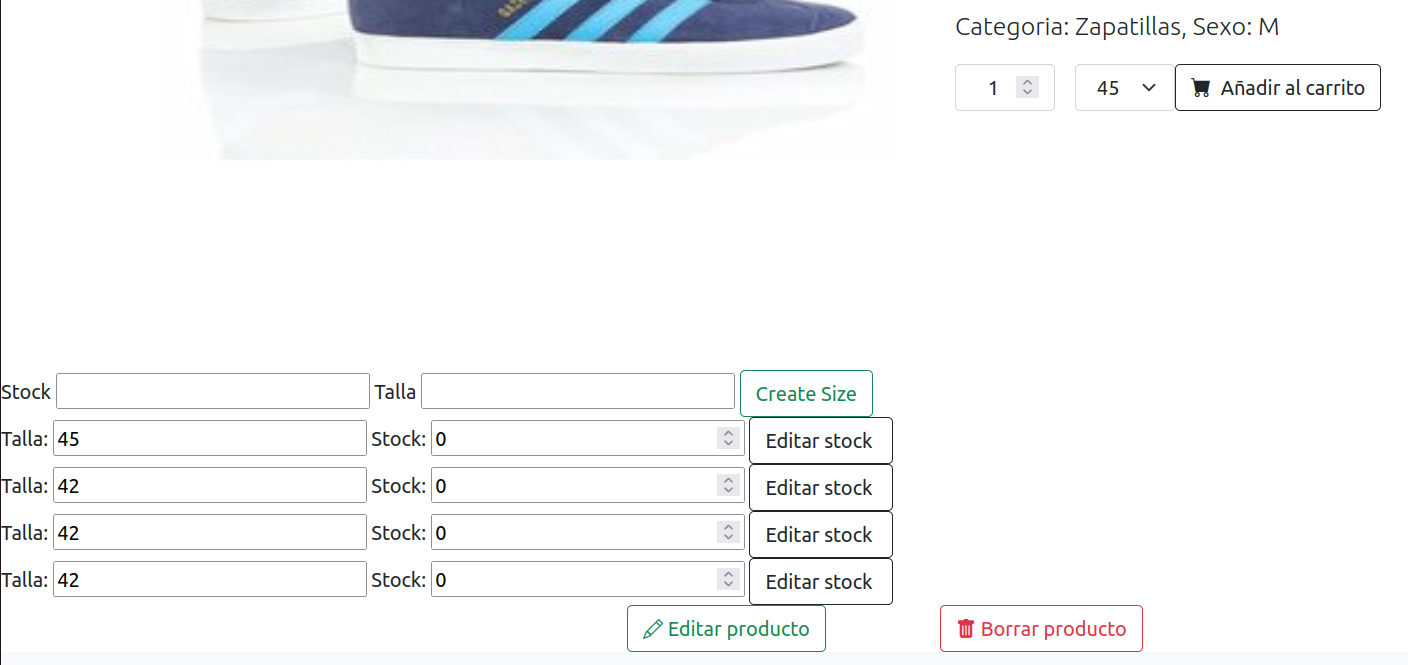 Categoria: Zapatillas, Sexo: M
1 45 Añadir al carrito
Stock Talla Create Size
Talla: 45 Stock: 0 Editar stock
Talla: 42 Stock: 0 Editar stock
Talla: 42 Stock: 0 Editar stock
Talla: 42 Stock: 0 Editar stock
Editar producto Borrar producto